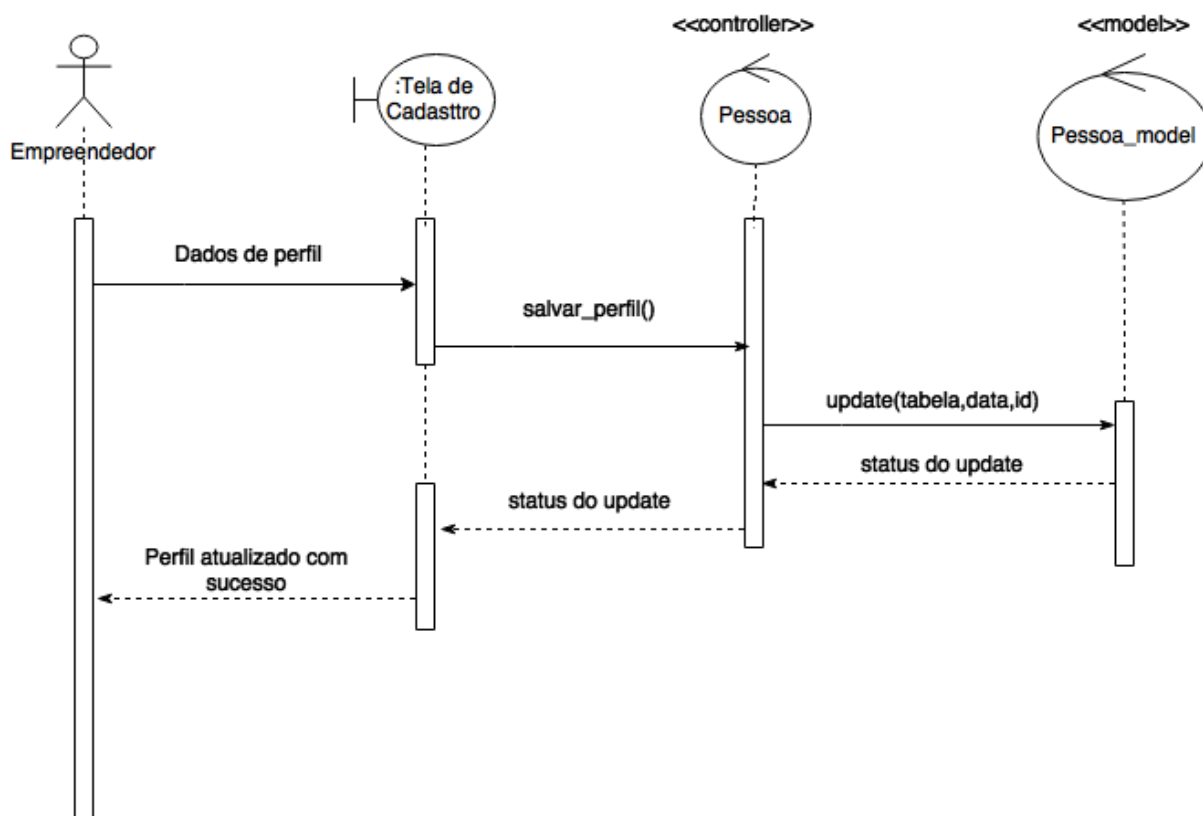 <<controller>>
<<model>>
:Tela de
Cadasttro
Pessoa
Pessoa_model
Empreendedor
Dados de perfil
salvar_perfil()
update(tabela,data,id)
status do update
status do update
Perfil atualizado com
sucesso